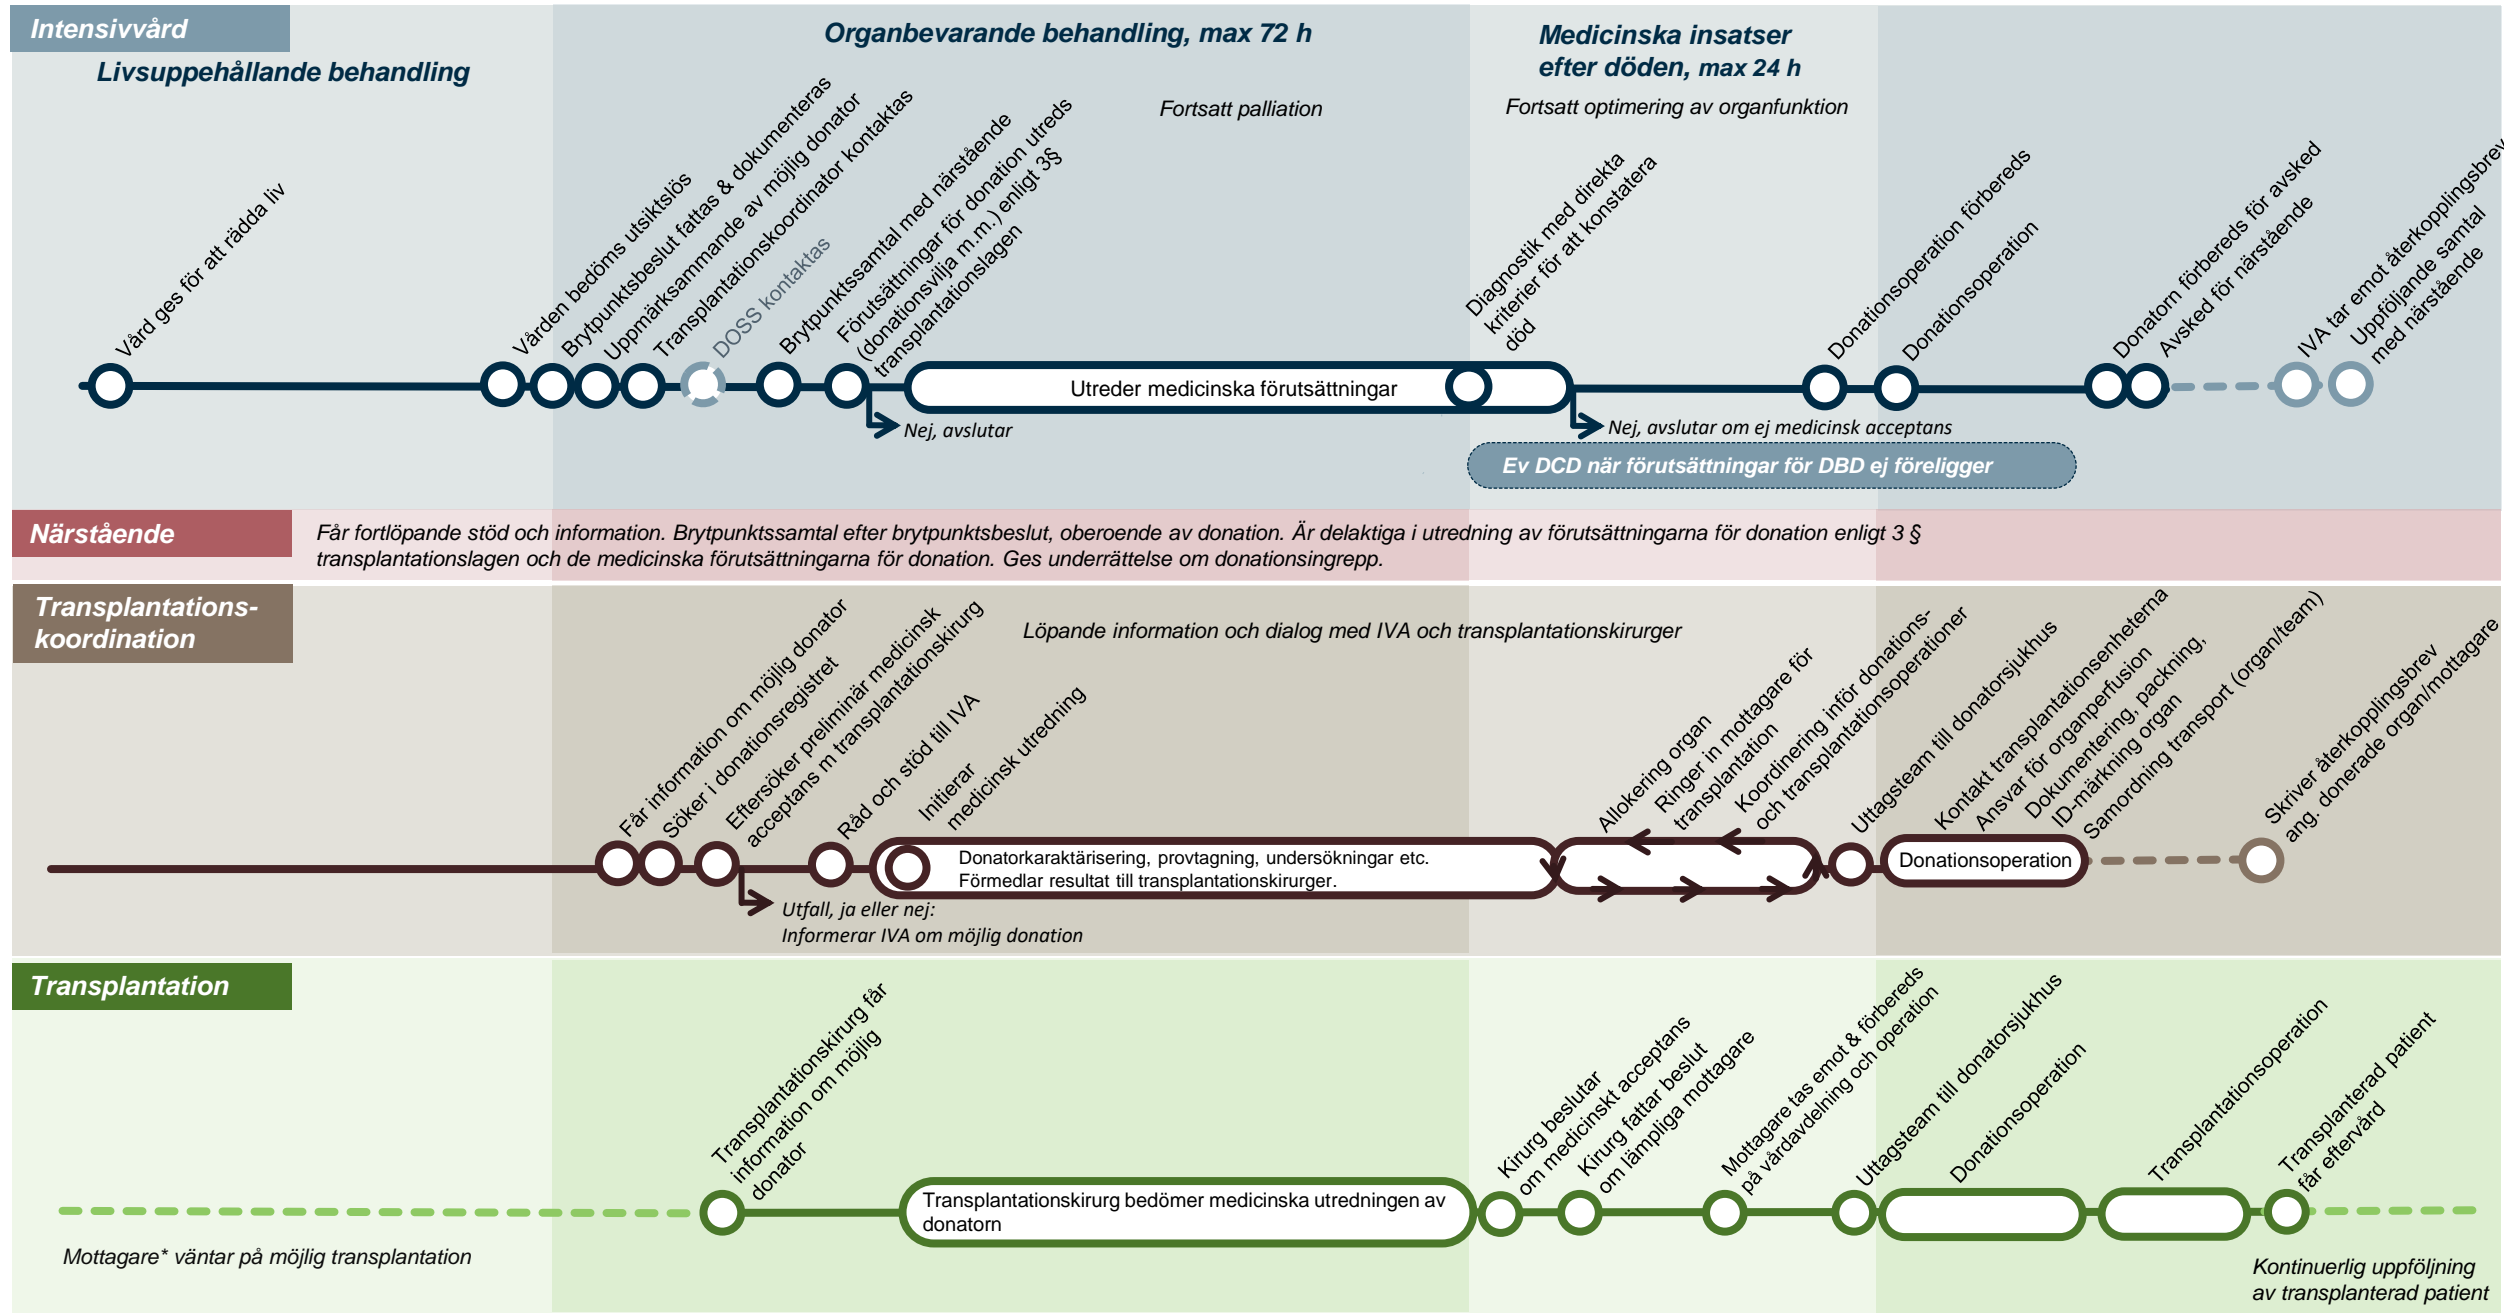 Intensivvård
Livsuppehållande behandling
Organbevarande behandling, max 72 h
Fortsatt palliation
Medicinska insatser
efter döden, max 24 h
Fortsatt optimering av organfunktion
Vård ges för att rädda liv
Vården bedöms utsiktslös
Brytpunktsbeslut fattas & dokumenteras
Uppmärksammande av möjlig donator
Transplantationskoordinator kontaktas
DOSS kontaktas
Brytpunktssamtal med närstående
Förutsättningar för donation utreds
(donationsvilja m.m.) enligt 3§
transplantationslagen
Diagnostik med direkta
kriterier för att konstatera
död
Donationsoperation förbereds
Donationsoperation
Donatorn förbereds för avsked
Avsked för närstående
IVA tar emot återkopplingsbrev
Uppföljande samtal
med närstående
Utreder medicinska förutsättningar
Nej, avslutar
Nej, avslutar om ej medicinsk acceptans
Ev DCD när förutsättningar för DBD ej föreligger
Närstående
Får fortlöpande stöd och information. Brytpunktssamtal efter brytpunktsbeslut, oberoende av donation. Är delaktiga i utredning av förutsättningarna för donation enligt 3 §
transplantationslagen och de medicinska förutsättningarna för donation. Ges underrättelse om donationsingrepp.
Transplantations-
koordination
Löpande information och dialog med IVA och transplantationskirurger
Får information om möjlig donator
Söker i donationsregistret
Eftersöker preliminär medicinsk
acceptans m transplantationskirurg
Råd och stöd till IVA
Initierar
medicinsk utredning
Allokering organ
Ringer in mottagare för
transplantation
Koordinering inför donations-
och transplantationsoperationer
Uttagsteam till donatorsjukhus
Kontakt transplantationsenheterna
Ansvar för organperfusion
Dokumentering, packning,
ID-märkning organ
Samordning transport (organ/team)
Skriver återkopplingsbrev
ang. donerade organ/mottagare
Donatorkaraktärisering, provtagning, undersökningar etc.
Förmedlar resultat till transplantationskirurger.
Donationsoperation
Utfall, ja eller nej:
Informerar IVA om möjlig donation
Transplantation
Transplantationskirurg får
information om möjlig
donator
Kirurg beslutar
om medicinskt acceptans
Kirurg fattar beslut
om lämpliga mottagare
Mottagare tas emot & förbereds
på vårdavdelning och operation
Uttagsteam till donatorsjukhus
Donationsoperation
Transplantationsoperation
Transplanterad patient
får eftervård
Transplantationskirurg bedömer medicinska utredningen av
donatorn
Mottagare* väntar på möjlig transplantation
Kontinuerlig uppföljning
av transplanterad patient